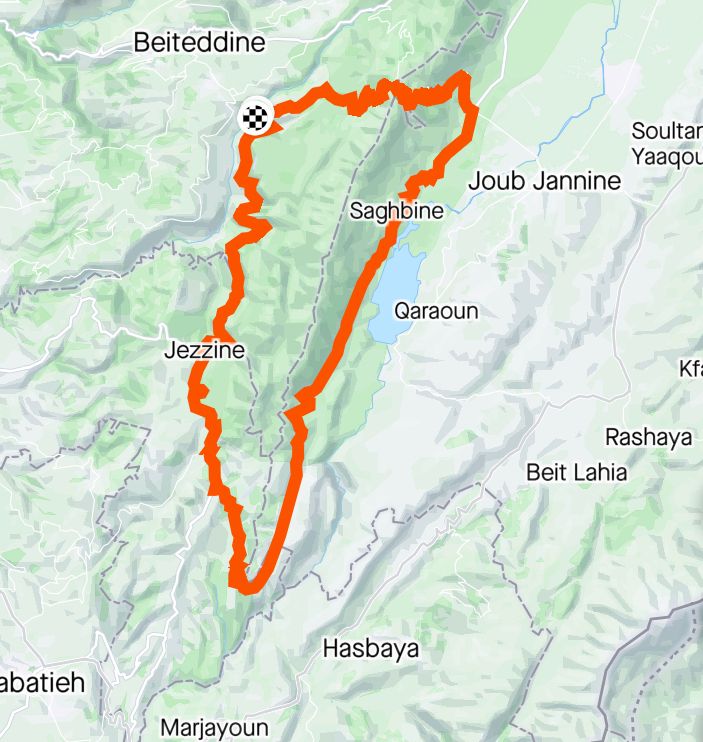 Beiteddine
Soultan
Yaaqou
Joub Jannine
Saghbine
Qaraoun
Jezzine
Kfa
Rashaya
Beit Lahia
Hasbaya
abatieh
Marjayoun